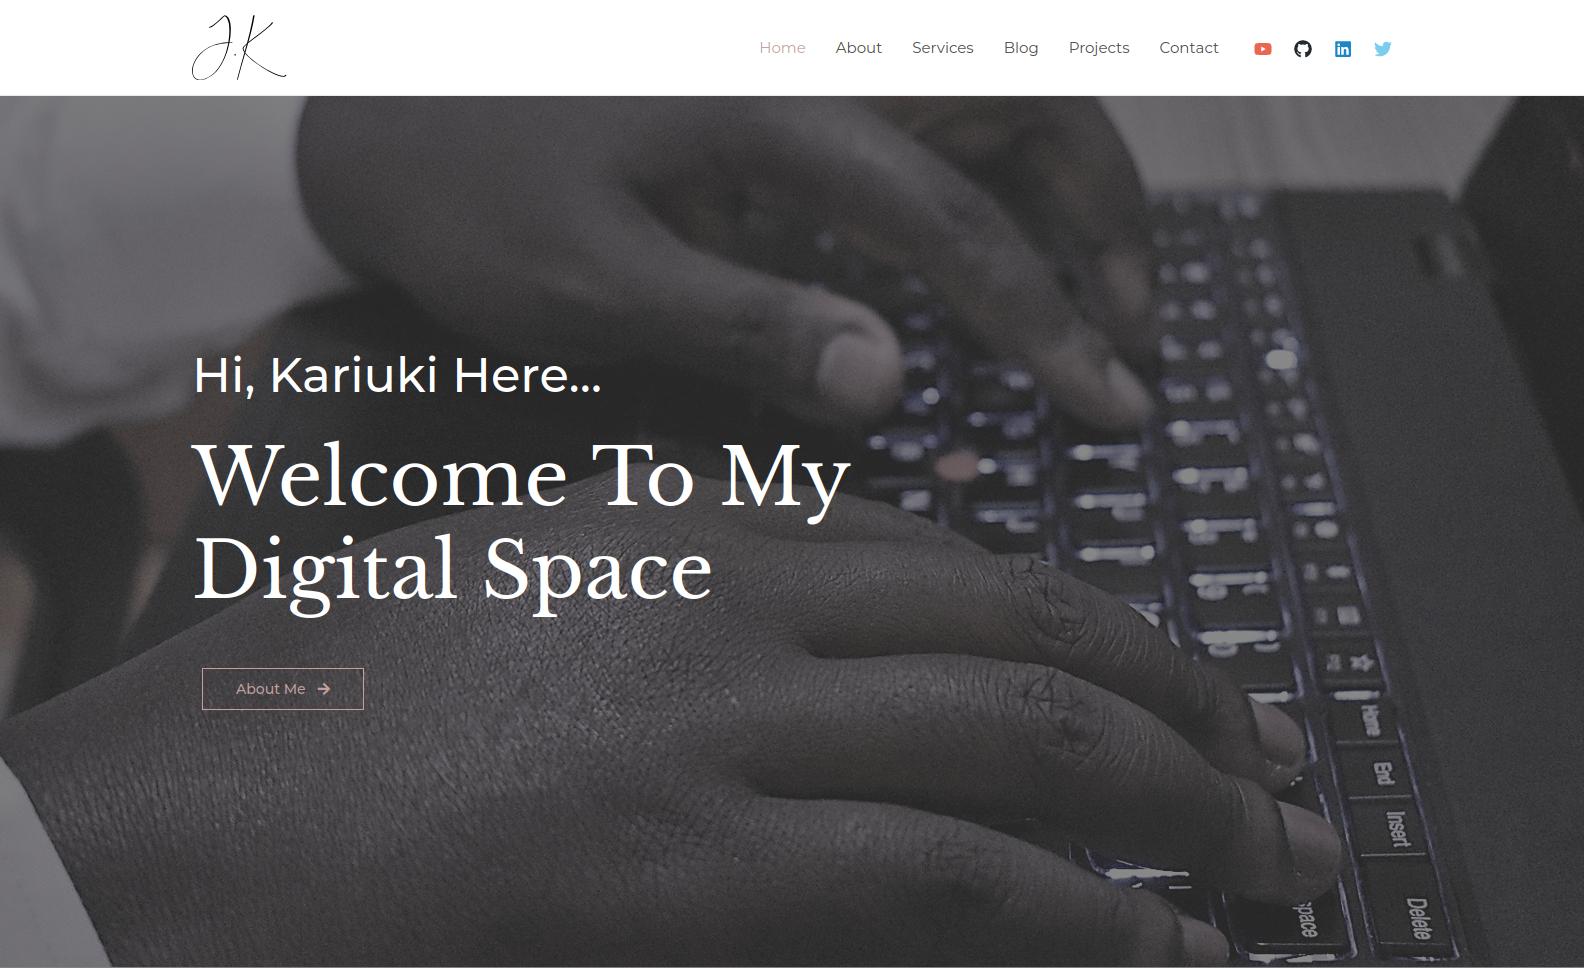 J.K
Home About Services Blog Projects Contact
Hi, Kariuki Here...
Welcome To My
Digital Space
About Me
Home
End
Insert
Delete